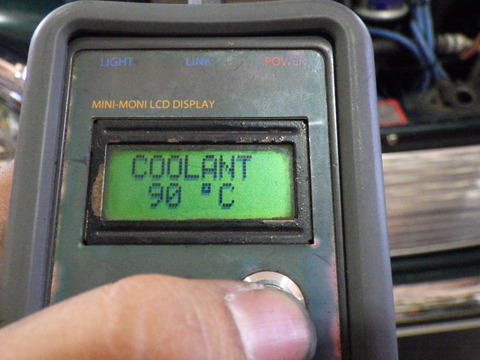 LIGHT LINK POWER
MINI-MONI LCD DISPLAY
COOLANT
90 °C